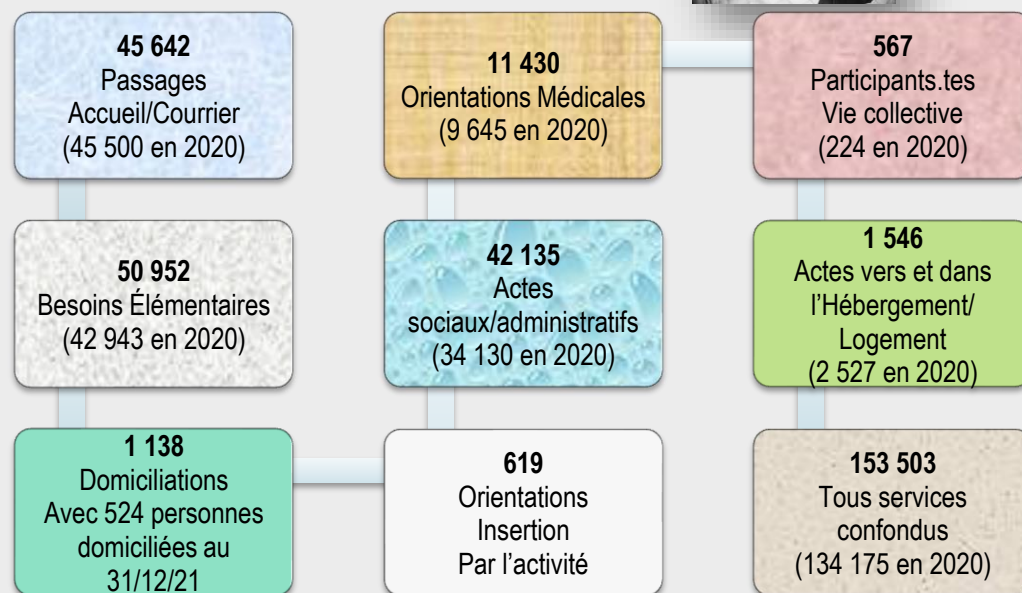 45 642
Passages
Accueil/Courrier
(45 500 en 2020)
50 952
Besoins Élémentaires
(42 943 en 2020)
1 138
Domiciliations
Avec 524 personnes
domiciliées au
31/12/21
619
Orientations
Insertion
Par l’activité
42 135
Actes
sociaux/administratifs
(34 130 en 2020)
11 430
Orientations Médicales
(9 645 en 2020)
567
Participants.tes
Vie collective
(224 en 2020)
1 546
Actes vers et dans
l’Hébergement/
Logement
(2 527 en 2020)
153 503
Tous services
confondus
(134 175 en 2020)